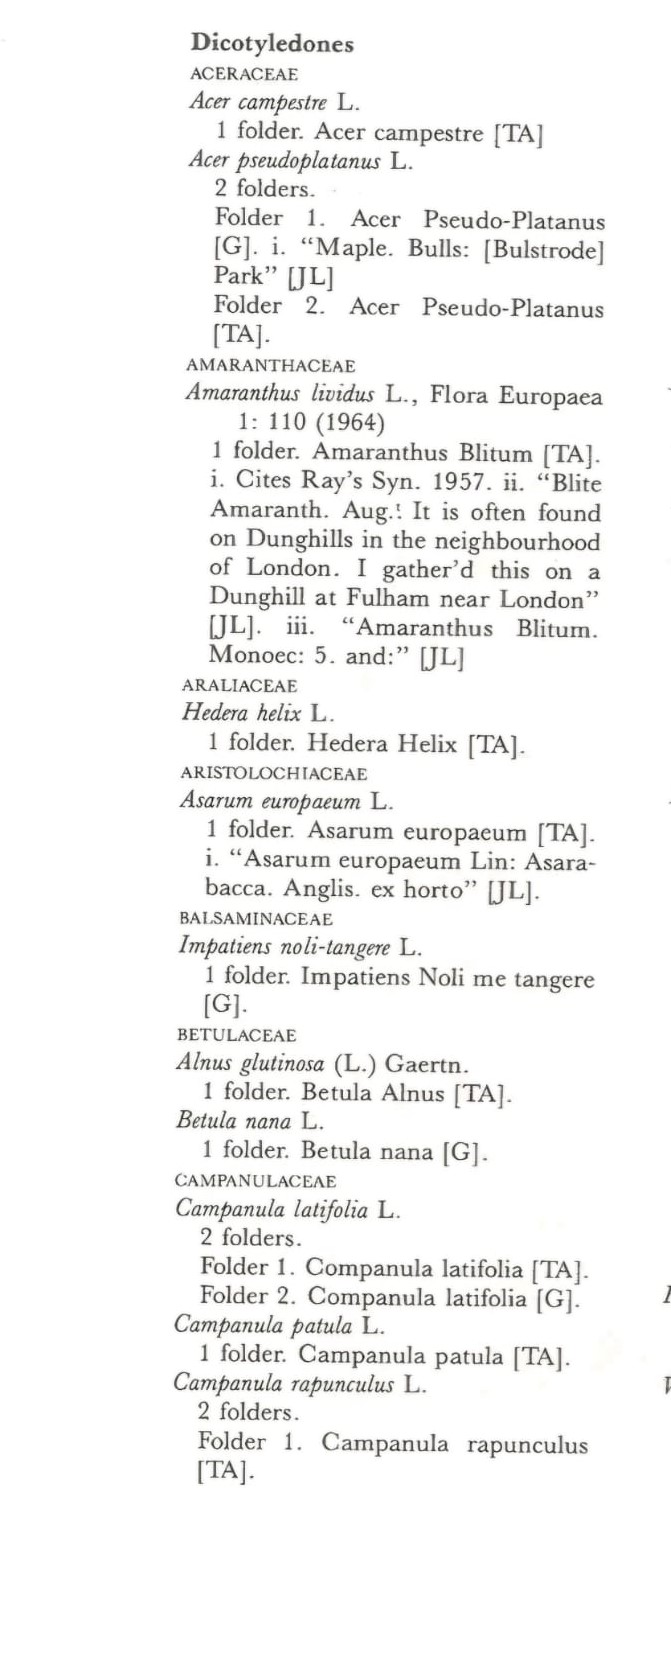 Dicotyledones
ACERACEAE
Acer campestre L.
1 folder. Acer campestre [TA]
Acer pseudoplatanus L.
2 folders.
Folder 1. Acer Pseudo-Platanus
[G]. i. “Maple. Bulls: [Bulstrode]
Park” [JL]
Folder 2. Acer Pseudo-Platanus
[TA].
AMARANTHACEAE
Amaranthus lividus L., Flora Europaea
1: 110 (1964)
1 folder. Amaranthus Blitum [TA].
i. Cites Ray’s Syn. 1957. ii. “Blite
Amaranth. Aug.ᵗ It is often found
on Dunghills in the neighbourhood
of London. I gather’d this on a
Dunghill at Fulham near London”
[JL]. iii. “Amaranthus Blitum.
Monoec: 5. and:” [JL]
ARALIACEAE
Hedera helix L.
1 folder. Hedera Helix [TA].
ARISTOLOCHIACEAE
Asarum europaeum L.
1 folder. Asarum europaeum [TA].
i. “Asarum europaeum Lin: Asara-
bacca. Anglis. ex horto” [JL].
BALSAMINACEAE
Impatiens noli-tangere L.
1 folder. Impatiens Noli me tangere
[G].
BETULACEAE
Alnus glutinosa (L.) Gaertn.
1 folder. Betula Alnus [TA].
Betula nana L.
1 folder. Betula nana [G].
CAMPANULACEAE
Campanula latifolia L.
2 folders.
Folder 1. Companula latifolia [TA].
Folder 2. Companula latifolia [G].
Campanula patula L.
1 folder. Campanula patula [TA].
Campanula rapunculus L.
2 folders.
Folder 1. Campanula rapunculus
[TA].